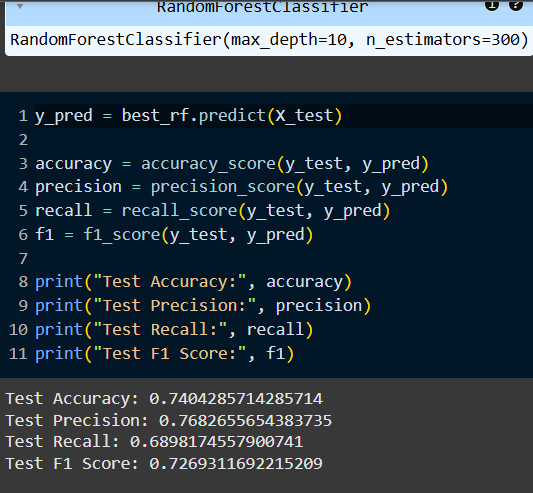 RandomForestClassifier
RandomForestClassifier(max_depth=10, n_estimators=300)
1 y_pred = best_rf.predict(X_test)
2
3 accuracy = accuracy_score(y_test, y_pred)
4 precision = precision_score(y_test, y_pred)
5 recall = recall_score(y_test, y_pred)
6 f1 = f1_score(y_test, y_pred)
7
8 print("Test Accuracy:", accuracy)
9 print("Test Precision:", precision)
10 print("Test Recall:", recall)
11 print("Test F1 Score:", f1)
Test Accuracy: 0.7404285714285714
Test Precision: 0.7682655654383735
Test Recall: 0.6898174557900741
Test F1 Score: 0.7269311692215209